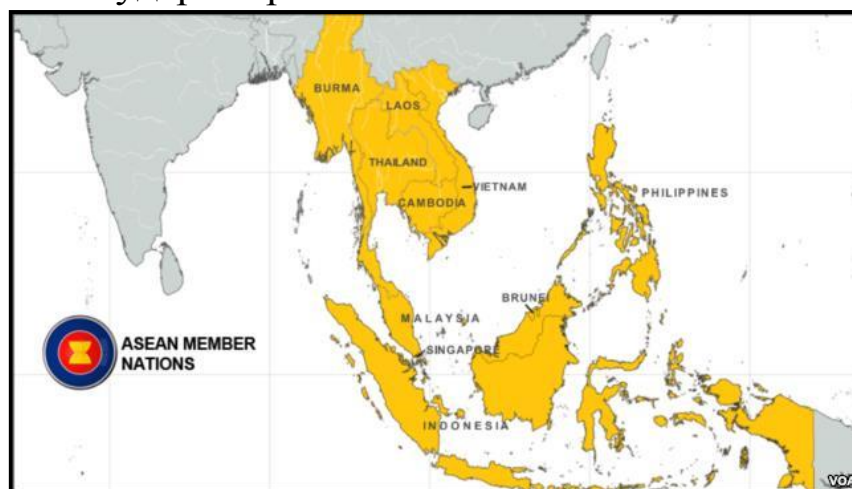 BURMA
LAOS
THAILAND
VIETNAM
CAMBODIA
PHILIPPINES
BRUNEI
MALAYSIA
SINGAPORE
ASEAN MEMBER
NATIONS
INDONESIA
VOA